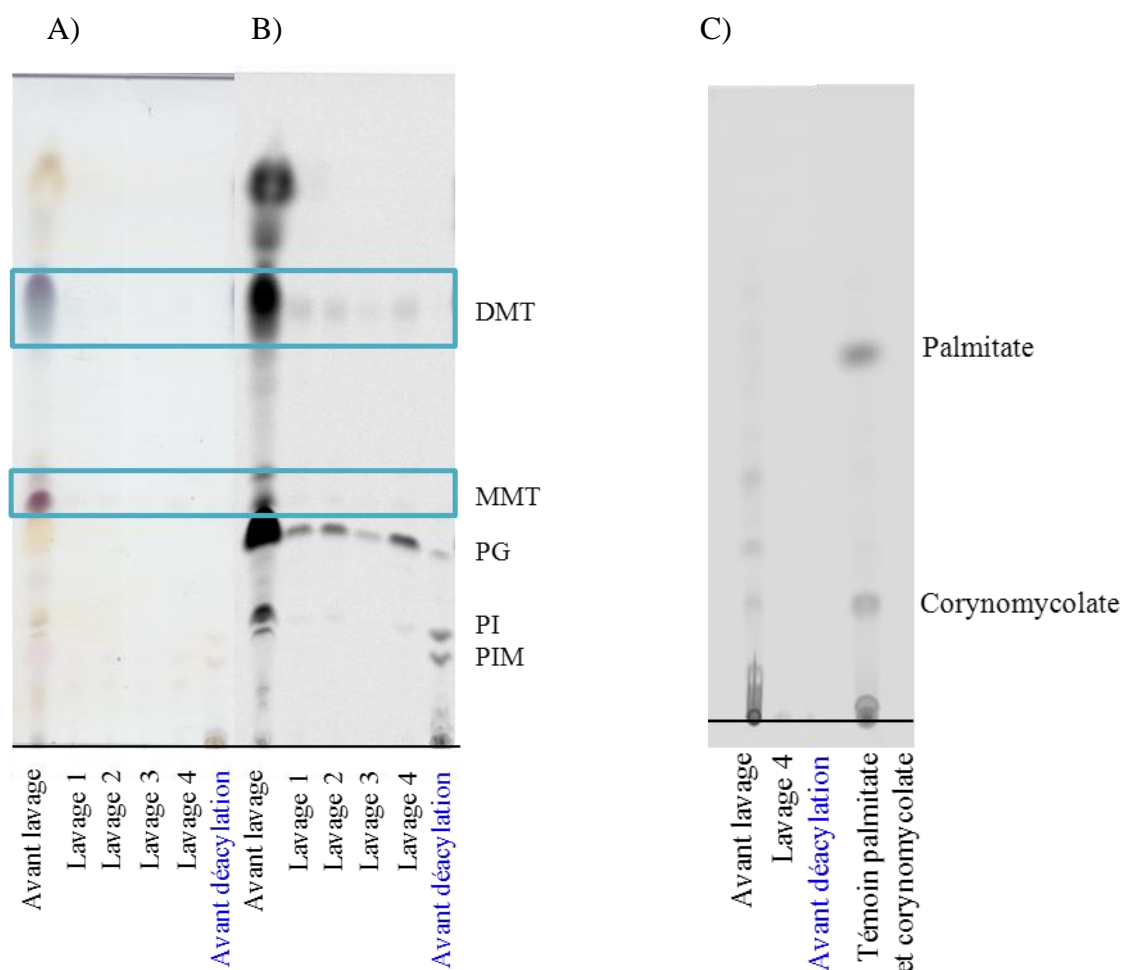 A)
B)
C)
DMT
MMT
PG
PI
PIM
Palmitate
Corynomycolate
Avant lavage
Lavage 1
Lavage 2
Lavage 3
Lavage 4
Avant déacylation
Avant lavage
Lavage 1
Lavage 2
Lavage 3
Lavage 4
Avant déacylation
Avant lavage
Lavage 4
Avant déacylation
Témoin palmitate
et corynomycolate